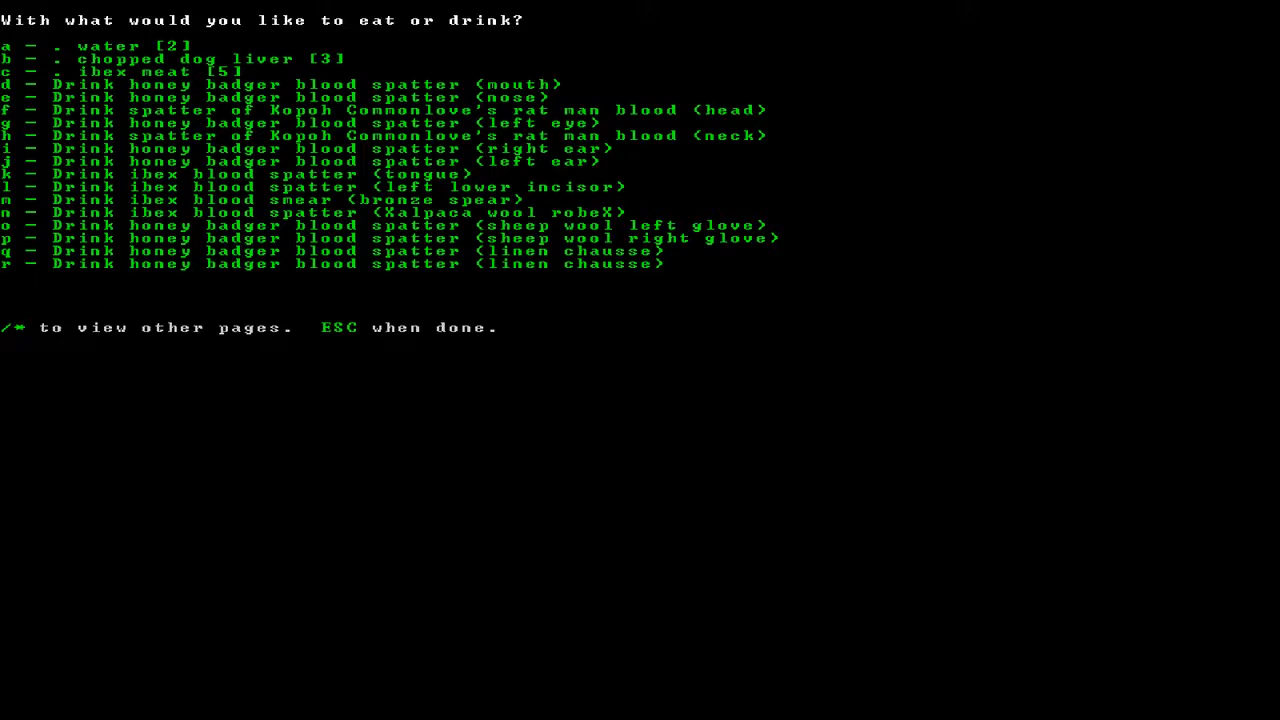 With what would you like to eat or drink?
a - . water [2]
b - . chopped dog liver [3]
c - . ibex meat [5]
d - Drink honey badger blood spatter (mouth)
e - Drink honey badger blood spatter (nose)
f - Drink spatter of Kopoh Commonlove's rat man blood (head)
g - Drink honey badger blood spatter (left eye)
h - Drink spatter of Kopoh Commonlove's rat man blood (neck)
i - Drink honey badger blood spatter (right ear)
j - Drink honey badger blood spatter (left ear)
k - Drink ibex blood spatter (tongue)
l - Drink ibex blood spatter (left lower incisor)
m - Drink ibex blood smear (bronze spear)
n - Drink ibex blood spatter (Xalpaca wool robeX)
o - Drink honey badger blood spatter (sheep wool left glove)
p - Drink honey badger blood spatter (sheep wool right glove)
q - Drink honey badger blood spatter (linen chausse)
r - Drink honey badger blood spatter (linen chausse)
/* to view other pages.  ESC when done.